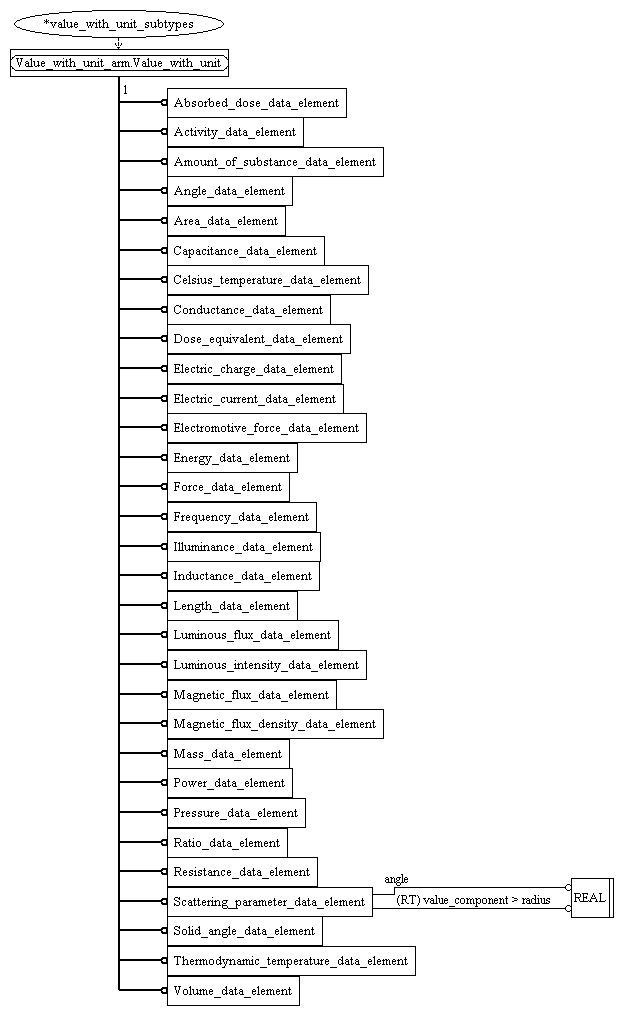 *value_with_unit_subtypes
Value_with_unit_arm.Value_with_unit
1
Absorbed_dose_data_element
Activity_data_element
Amount_of_substance_data_element
Angle_data_element
Area_data_element
Capacitance_data_element
Celsius_temperature_data_element
Conductance_data_element
Dose_equivalent_data_element
Electric_charge_data_element
Electric_current_data_element
Electromotive_force_data_element
Energy_data_element
Force_data_element
Frequency_data_element
Illuminance_data_element
Inductance_data_element
Length_data_element
Luminous_flux_data_element
Luminous_intensity_data_element
Magnetic_flux_data_element
Magnetic_flux_density_data_element
Mass_data_element
Power_data_element
Pressure_data_element
Ratio_data_element
Resistance_data_element
angle
Scattering_parameter_data_element
(RT) value_component > radius
REAL
Solid_angle_data_element
Thermodynamic_temperature_data_element
Volume_data_element